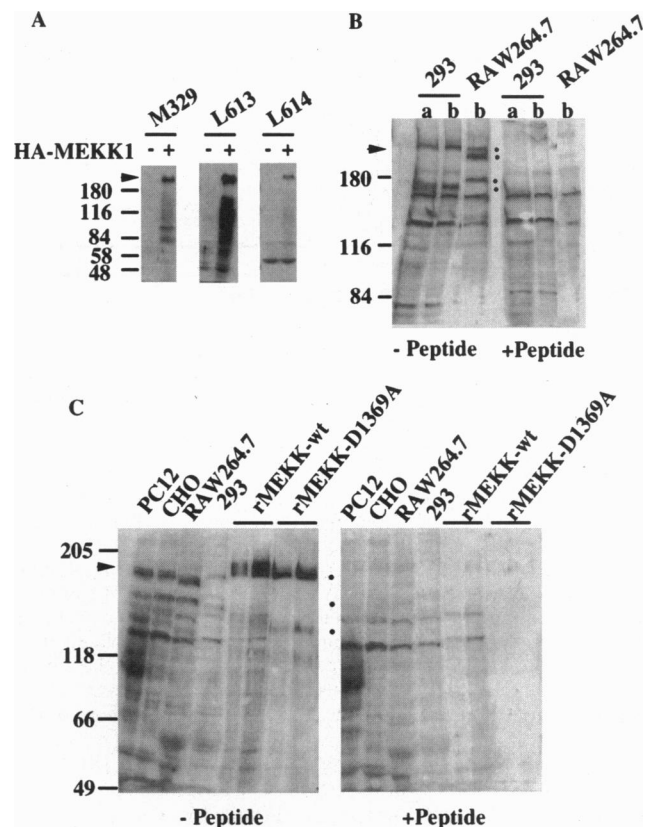 A
M329 L613 L614
HA-MEKK1 - + - + - +
180
116
84
58
48
B
293 RAW264.7 293 RAW264.7
a b b a b b
180
116
84
- Peptide +Peptide
C
PC12 CHO RAW264.7 293 rMEKK-wt rMEKK-D1369A PC12 CHO RAW264.7 293 rMEKK-wt rMEKK-D1369A
205
118
66
49
- Peptide +Peptide